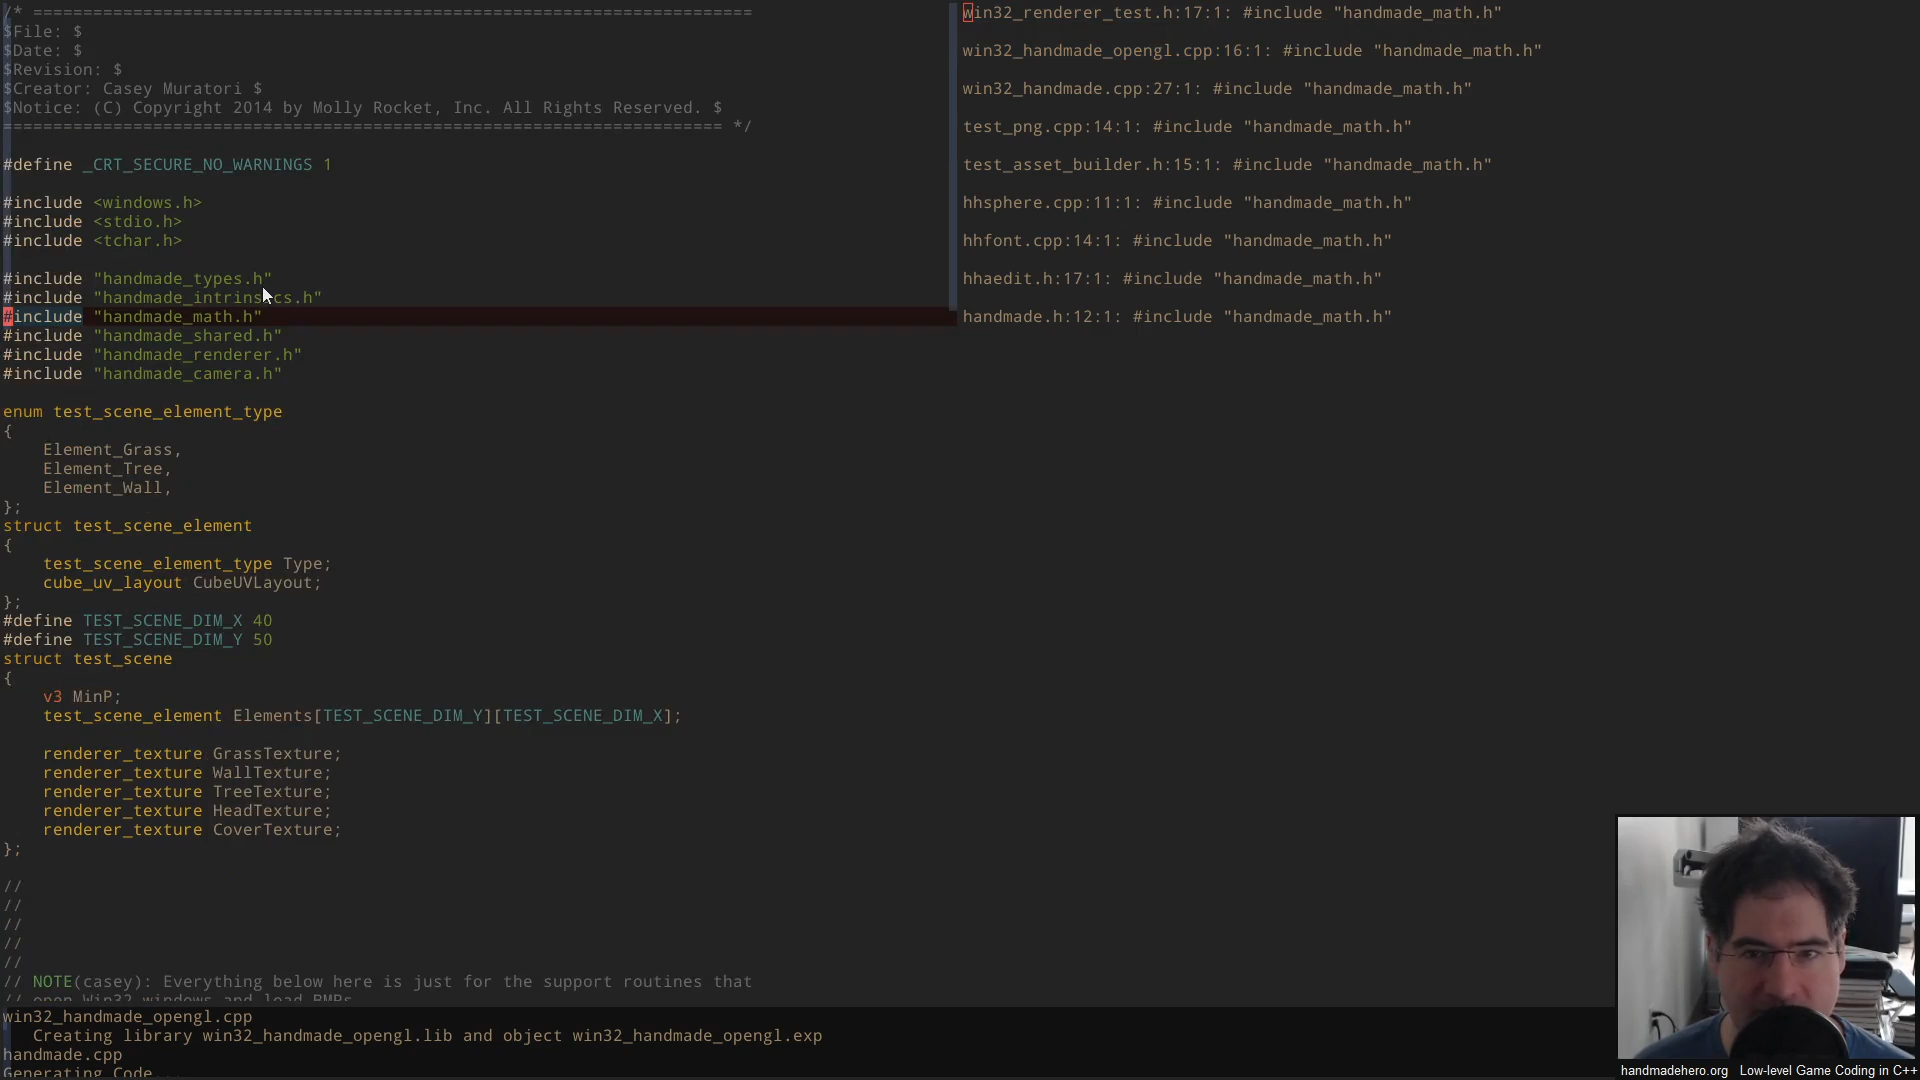 /* ========================================================================
$File: $
$Date: $
$Revision: $
$Creator: Casey Muratori $
$Notice: (C) Copyright 2014 by Molly Rocket, Inc. All Rights Reserved. $
======================================================================== */
#define _CRT_SECURE_NO_WARNINGS 1
#include <windows.h>
#include <stdio.h>
#include <tchar.h>
#include "handmade_types.h"
#include "handmade_intrinsics.h"
#include "handmade_math.h"
#include "handmade_shared.h"
#include "handmade_renderer.h"
#include "handmade_camera.h"
enum test_scene_element_type
{
Element_Grass,
Element_Tree,
Element_Wall,
};
struct test_scene_element
{
test_scene_element_type Type;
cube_uv_layout CubeUVLayout;
};
#define TEST_SCENE_DIM_X 40
#define TEST_SCENE_DIM_Y 50
struct test_scene
{
v3 MinP;
test_scene_element Elements[TEST_SCENE_DIM_Y][TEST_SCENE_DIM_X];
renderer_texture GrassTexture;
renderer_texture WallTexture;
renderer_texture TreeTexture;
renderer_texture HeadTexture;
renderer_texture CoverTexture;
};
//
//
//
//
//
// NOTE(casey): Everything below here is just for the support routines that
// open Win32 windows and load BMPs
win32_handmade_opengl.cpp
Creating library win32_handmade_opengl.lib and object win32_handmade_opengl.exp
handmade.cpp
Generating Code...
win32_renderer_test.h:17:1: #include "handmade_math.h"
win32_handmade_opengl.cpp:16:1: #include "handmade_math.h"
win32_handmade.cpp:27:1: #include "handmade_math.h"
test_png.cpp:14:1: #include "handmade_math.h"
test_asset_builder.h:15:1: #include "handmade_math.h"
hhsphere.cpp:11:1: #include "handmade_math.h"
hhfont.cpp:14:1: #include "handmade_math.h"
hhaedit.h:17:1: #include "handmade_math.h"
handmade.h:12:1: #include "handmade_math.h"
handmadehero.org Low-level Game Coding in C++